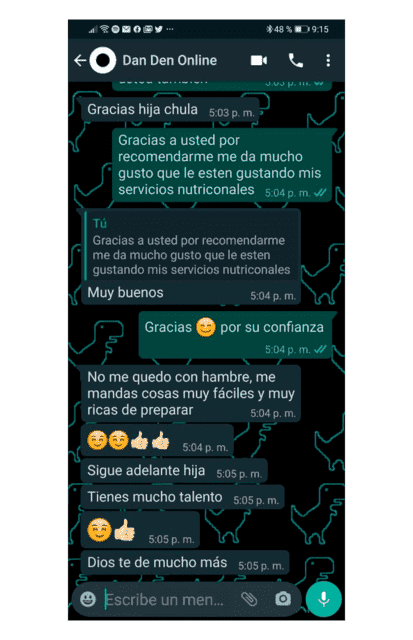 48 % 9:15
Dan Den Online
usted también 5:03 p. m.
Gracias hija chula 5:03 p. m.
Gracias a usted por
recomendarme me da mucho
gusto que le esten gustando mis
servicios nutriconales 5:04 p. m.
Tú
Gracias a usted por recomendarme
me da mucho gusto que le esten
gustando mis servicios nutriconales
Muy buenos 5:04 p. m.
Gracias 😊 por su confianza
5:04 p. m.
No me quedo con hambre, me
mandas cosas muy fáciles y muy
ricas de preparar 5:04 p. m.
☺️☺️👍🏻👍🏻 5:04 p. m.
Sigue adelante hija 5:05 p. m.
Tienes mucho talento 5:05 p. m.
☺️👍🏻 5:05 p. m.
Dios te de mucho más 5:05 p. m.
Escribe un men...